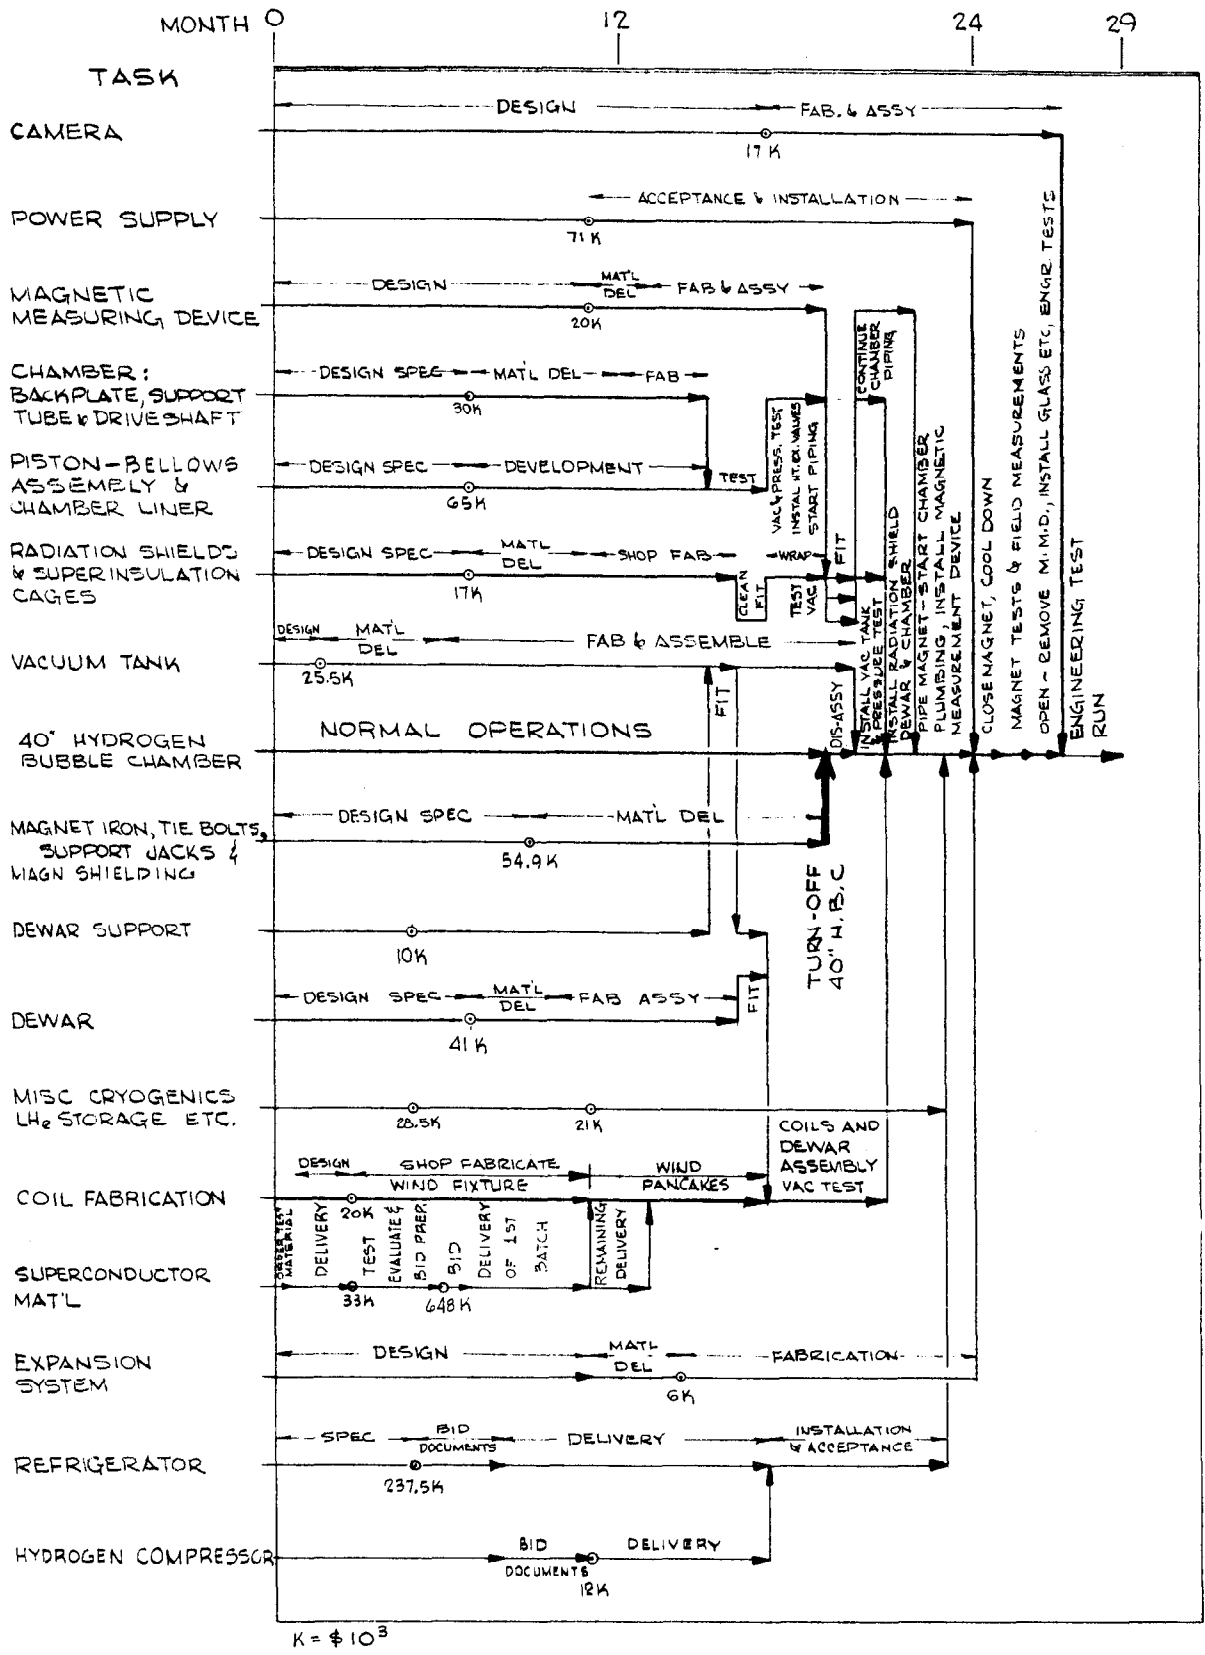 MONTH 0 12 24 29
TASK
DESIGN FAB. & ASSY
CAMERA
17 K
ACCEPTANCE & INSTALLATION
POWER SUPPLY
71 K
DESIGN MAT'L DEL FAB & ASSY
MAGNETIC
MEASURING DEVICE
20K
CONTINUE
CHAMBER
PIPING
CHAMBER:
BACKPLATE, SUPPORT
TUBE & DRIVESHAFT
DESIGN SPEC MAT'L DEL FAB
30K
PISTON-BELLOWS
ASSEMBLY &
CHAMBER LINER
DESIGN SPEC DEVELOPMENT TEST
65K
VAC & PRESS. TEST
INSTAL HT. EX. VALVES
START PIPING
RADIATION SHIELDS
& SUPERINSULATION
CAGES
DESIGN SPEC MAT'L DEL SHOP FAB WRAP FIT
17K
CLEAN
FIT
TEST
VAC
DESIGN MAT'L DEL FAB & ASSEMBLE
VACUUM TANK
25.5K
FIT
DIS-ASSY
INSTALL VAC TANK
& PRESSURE TEST
INSTALL RADIATION SHIELD
DEWAR & CHAMBER
PIPE MAGNET-START CHAMBER
PLUMBING, INSTALL MAGNETIC
MEASUREMENT DEVICE
CLOSE MAGNET, COOL DOWN
MAGNET TESTS & FIELD MEASUREMENTS
OPEN - REMOVE M.M.D., INSTALL GLASS ETC, ENGR. TESTS
ENGINEERING TEST
RUN
NORMAL OPERATIONS
40" HYDROGEN
BUBBLE CHAMBER
DESIGN SPEC MAT'L DEL
MAGNET IRON, TIE BOLTS,
SUPPORT JACKS &
MAGN SHIELDING
54.9K
TURN-OFF
40" H.B.C
DEWAR SUPPORT
10K
DESIGN SPEC MAT'L DEL FAB ASSY FIT
DEWAR
41 K
MISC CRYOGENICS
LHe STORAGE ETC.
28.5K 21K
COILS AND
DEWAR
ASSEMBLY
VAC TEST
DESIGN SHOP FABRICATE
WIND FIXTURE
WIND
PANCAKES
COIL FABRICATION
20K
ORDER TEST
MATERIAL
DELIVERY
TEST
EVALUATE &
BID PREP.
BID
DELIVERY
OF 1ST
BATCH
REMAINING
DELIVERY
SUPERCONDUCTOR
MAT'L
33K 648K
DESIGN MATL DEL FABRICATION
EXPANSION
SYSTEM
6K
SPEC BID DOCUMENTS DELIVERY INSTALLATION & ACCEPTANCE
REFRIGERATOR
237.5K
BID DOCUMENTS DELIVERY
HYDROGEN COMPRESSOR
12K
K = $ 10³